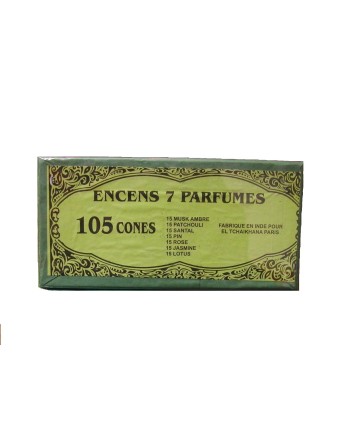 ENCENS 7 PARFUMES
105 CONES
15 MUSK AMBRE
15 PATCHOULI
15 SANTAL
15 PIN
15 ROSE
15 JASMINE
15 LOTUS
FABRIQUE EN INDE POUR
EL TCHAIKHANA PARIS